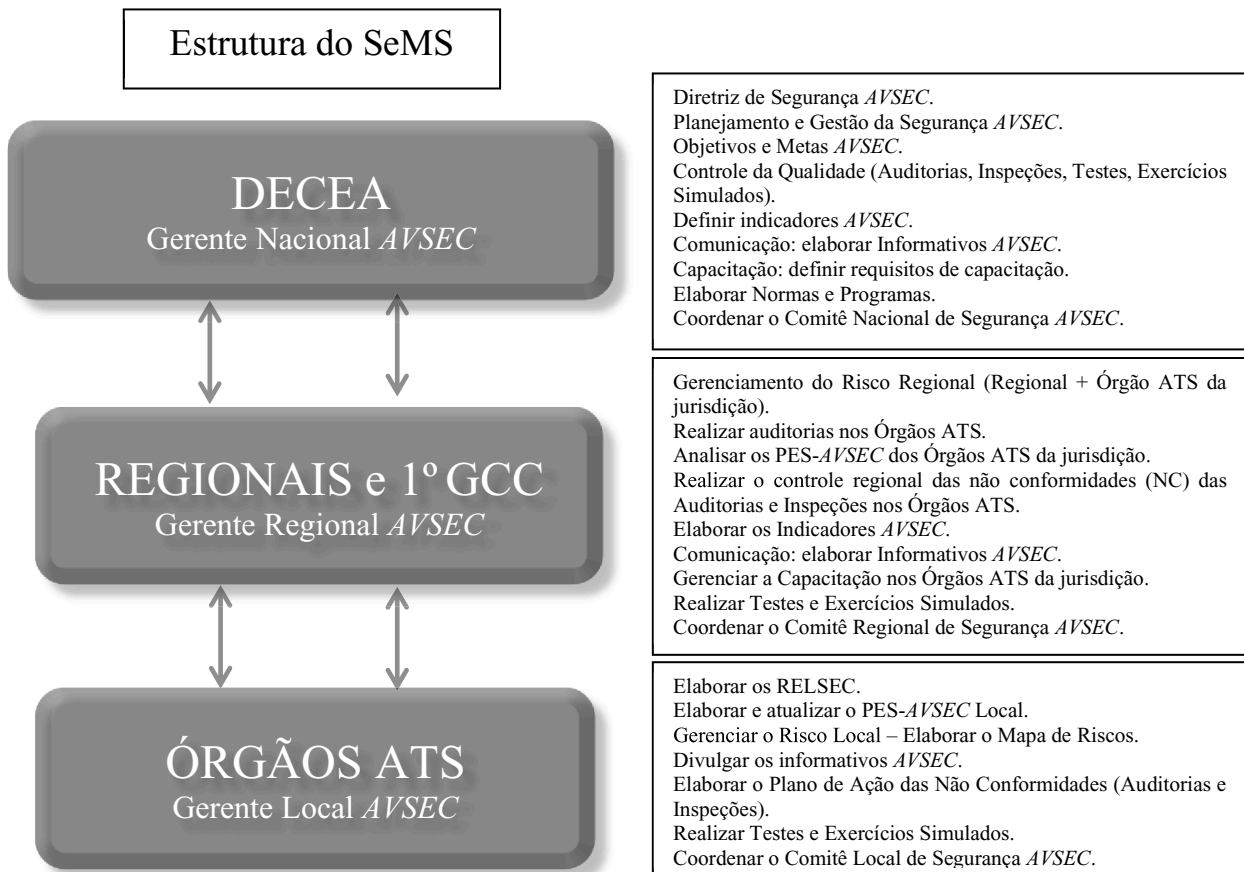 Estrutura do SeMS
DECEA
Gerente Nacional AVSEC
Diretriz de Segurança AVSEC.
Planejamento e Gestão da Segurança AVSEC.
Objetivos e Metas AVSEC.
Controle da Qualidade (Auditorias, Inspeções, Testes, Exercícios
Simulados).
Definir indicadores AVSEC.
Comunicação: elaborar Informativos AVSEC.
Capacitação: definir requisitos de capacitação.
Elaborar Normas e Programas.
Coordenar o Comitê Nacional de Segurança AVSEC.
REGIONAIS e 1º GCC
Gerente Regional AVSEC
Gerenciamento do Risco Regional (Regional + Órgão ATS da
jurisdição).
Realizar auditorias nos Órgãos ATS.
Analisar os PES-AVSEC dos Órgãos ATS da jurisdição.
Realizar o controle regional das não conformidades (NC) das
Auditorias e Inspeções nos Órgãos ATS.
Elaborar os Indicadores AVSEC.
Comunicação: elaborar Informativos AVSEC.
Gerenciar a Capacitação nos Órgãos ATS da jurisdição.
Realizar Testes e Exercícios Simulados.
Coordenar o Comitê Regional de Segurança AVSEC.
ÓRGÃOS ATS
Gerente Local AVSEC
Elaborar os RELSEC.
Elaborar e atualizar o PES-AVSEC Local.
Gerenciar o Risco Local – Elaborar o Mapa de Riscos.
Divulgar os informativos AVSEC.
Elaborar o Plano de Ação das Não Conformidades (Auditorias e
Inspeções).
Realizar Testes e Exercícios Simulados.
Coordenar o Comitê Local de Segurança AVSEC.